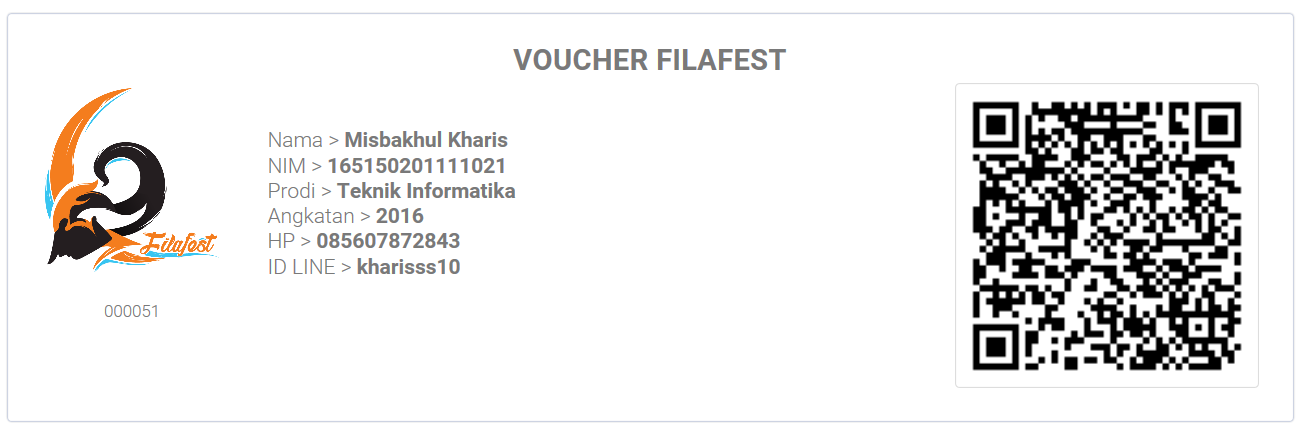 VOUCHER FILAFEST
Filafest
000051
Nama > Misbakhul Kharis
NIM > 165150201111021
Prodi > Teknik Informatika
Angkatan > 2016
HP > 085607872843
ID LINE > kharisss10